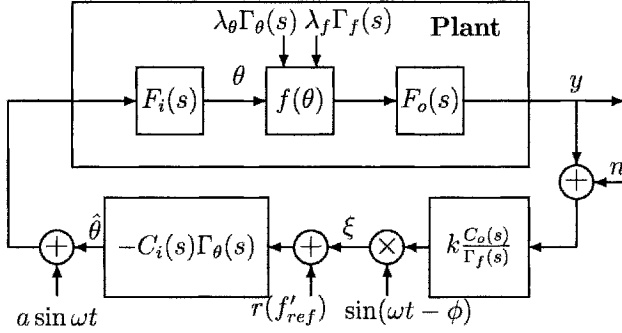 λ_θΓ_θ(s) λ_fΓ_f(s)
Plant
F_i(s) θ f(θ) F_o(s) y
n
+
θ̂ −C_i(s)Γ_θ(s) + ξ × k C_o(s)/Γ_f(s)
+
a sin ωt r(f′_ref) sin(ωt − φ)